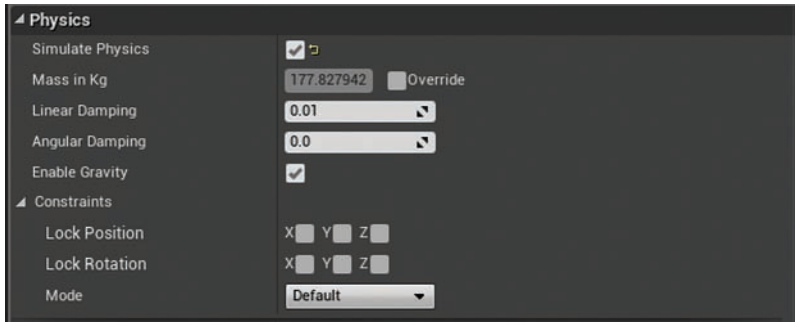 Physics
Simulate Physics
Mass in Kg 177.827942 Override
Linear Damping 0.01
Angular Damping 0.0
Enable Gravity
Constraints
Lock Position X Y Z
Lock Rotation X Y Z
Mode Default